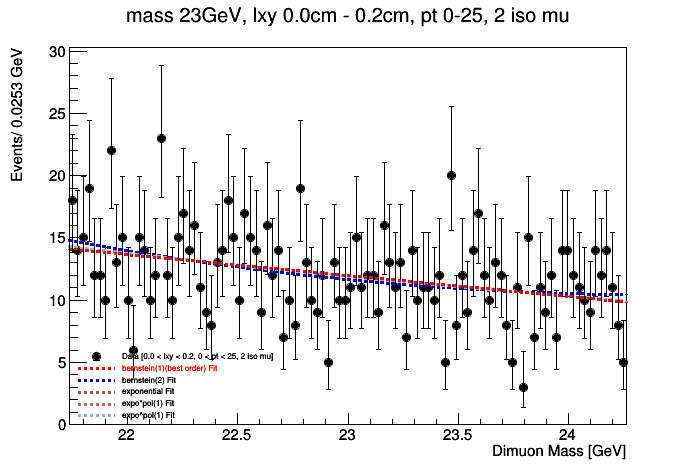 mass 23GeV, lxy 0.0cm - 0.2cm, pt 0-25, 2 iso mu
Events/ 0.0253 GeV
30
25
20
15
10
5
0
Data [0.0 < lxy < 0.2, 0 < pt < 25, 2 iso mu]
bernstein(1)(best order) Fit
bernstein(2) Fit
exponential Fit
expo*pol(1) Fit
expo^pol(1) Fit
22 22.5 23 23.5 24
Dimuon Mass [GeV]